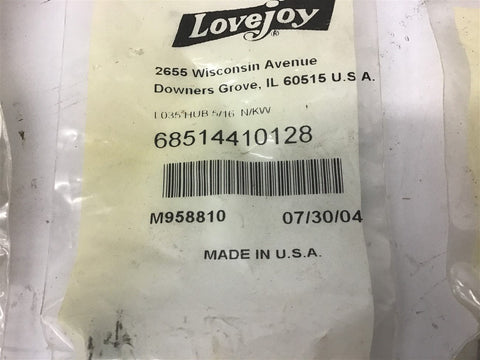 Lovejoy®
2655 Wisconsin Avenue
Downers Grove, IL 60515 U.S.A.
L035 HUB 5/16 N/KW
68514410128
M958810 07/30/04
MADE IN U.S.A.